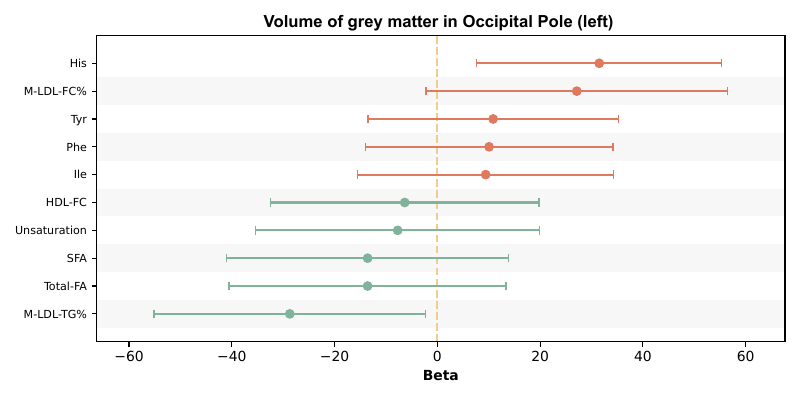 Volume of grey matter in Occipital Pole (left)
His
M-LDL-FC%
Tyr
Phe
Ile
HDL-FC
Unsaturation
SFA
Total-FA
M-LDL-TG%
−60 −40 −20 0 20 40 60
Beta